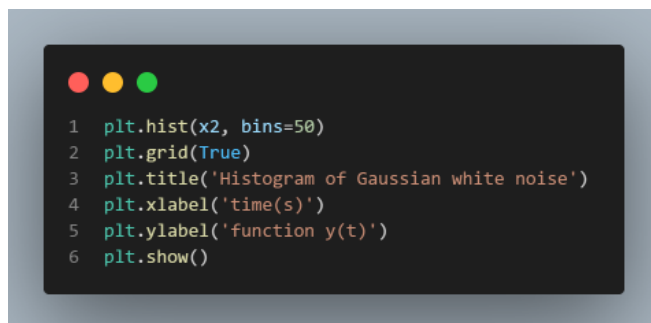 1 plt.hist(x2, bins=50)
2 plt.grid(True)
3 plt.title('Histogram of Gaussian white noise')
4 plt.xlabel('time(s)')
5 plt.ylabel('function y(t)')
6 plt.show()